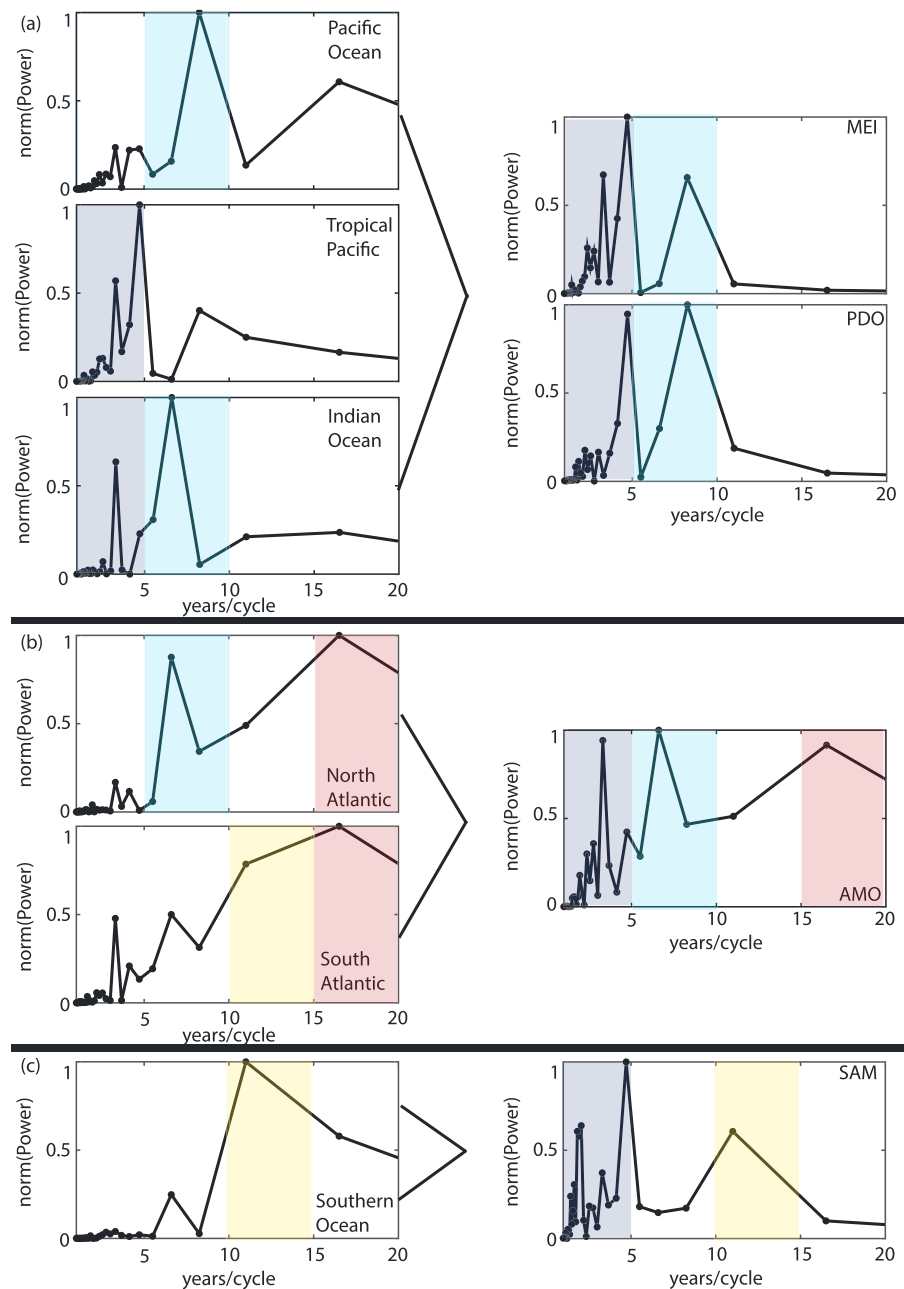 (a)
1
0.5
0
norm(Power)
Pacific
Ocean
1
0.5
0
norm(Power)
Tropical
Pacific
1
0.5
0
norm(Power)
Indian
Ocean
5 10 15 20
years/cycle
1
0.5
0
norm(Power)
MEI
1
0.5
0
norm(Power)
PDO
5 10 15 20
years/cycle
(b)
1
0.5
0
norm(Power)
North
Atlantic
1
0.5
0
norm(Power)
South
Atlantic
5 10 15 20
years/cycle
1
0.5
0
norm(Power)
AMO
5 10 15 20
years/cycle
(c)
1
0.5
0
norm(Power)
Southern
Ocean
5 10 15 20
years/cycle
1
0.5
0
norm(Power)
SAM
5 10 15 20
years/cycle